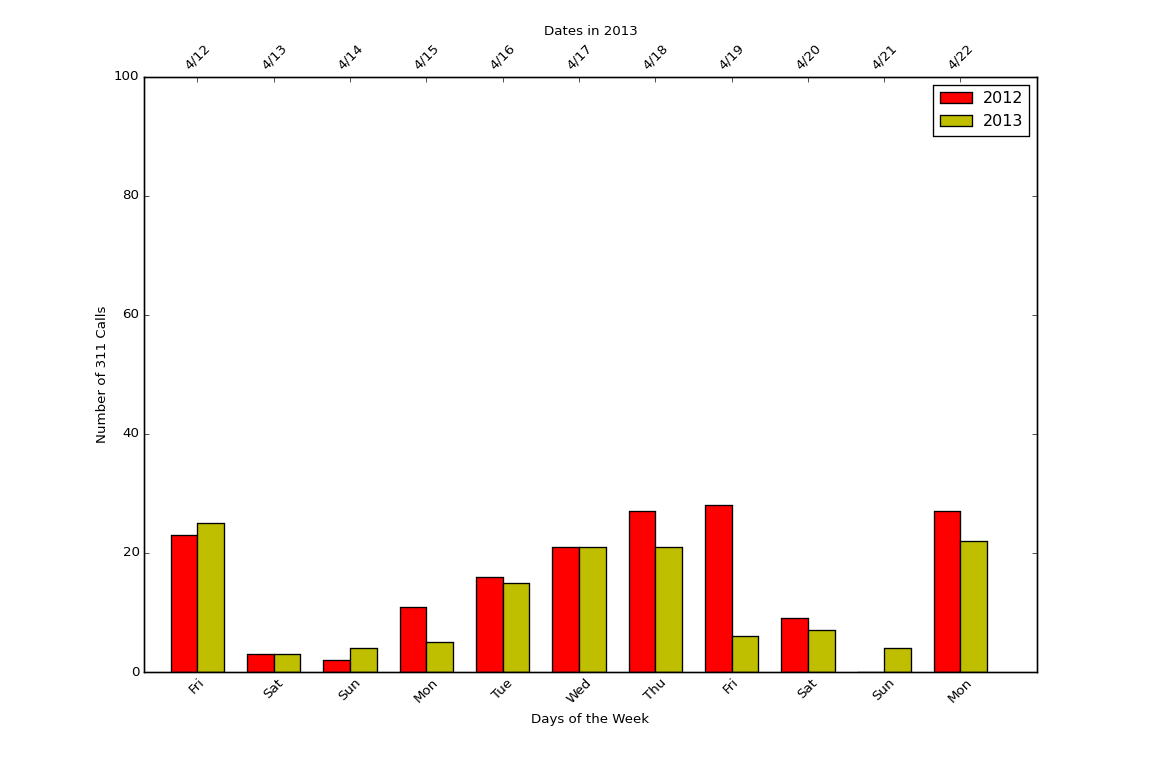 Dates in 2013
4/12 4/13 4/14 4/15 4/16 4/17 4/18 4/19 4/20 4/21 4/22
100
80
60
40
20
0
Number of 311 Calls
2012
2013
Fri Sat Sun Mon Tue Wed Thu Fri Sat Sun Mon
Days of the Week